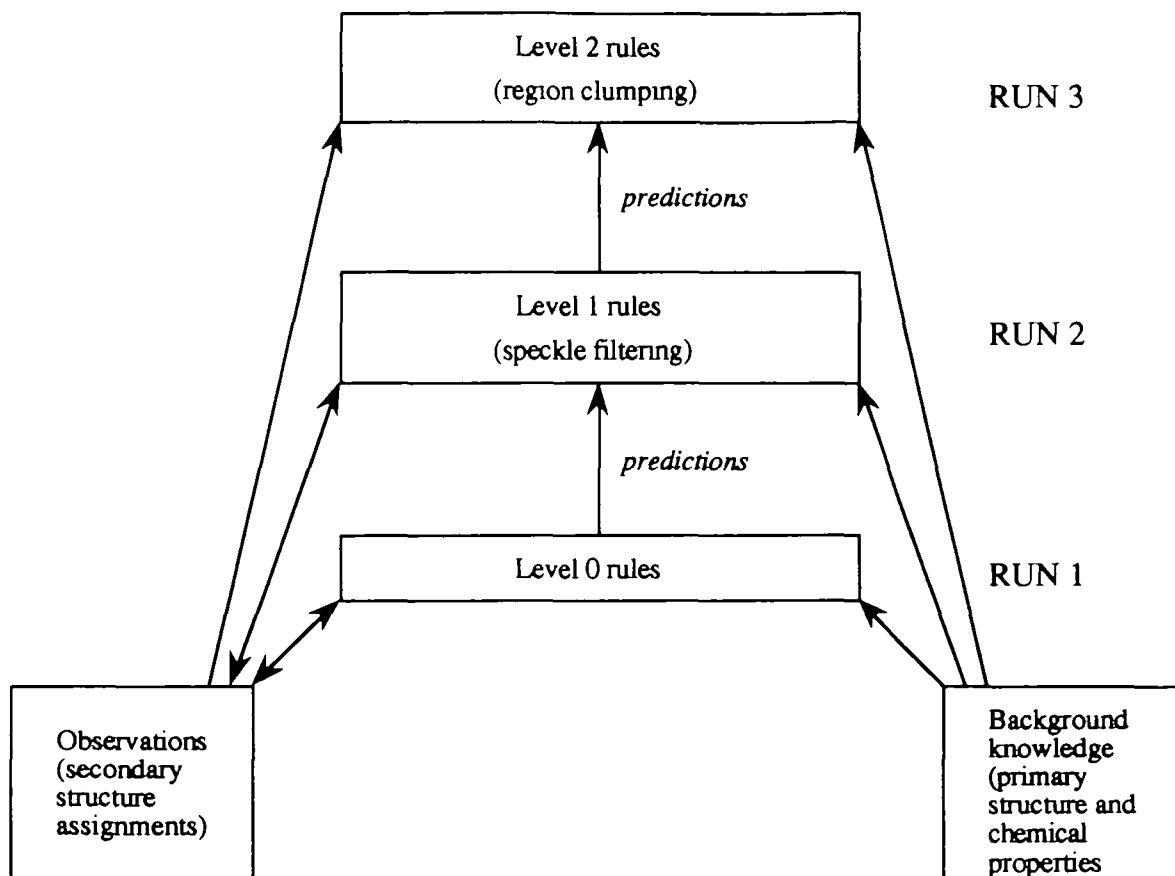 Level 2 rules
(region clumping)
RUN 3
predictions
Level 1 rules
(speckle filtering)
RUN 2
predictions
Level 0 rules
RUN 1
Observations
(secondary
structure
assignments)
Background
knowledge
(primary
structure and
chemical
properties